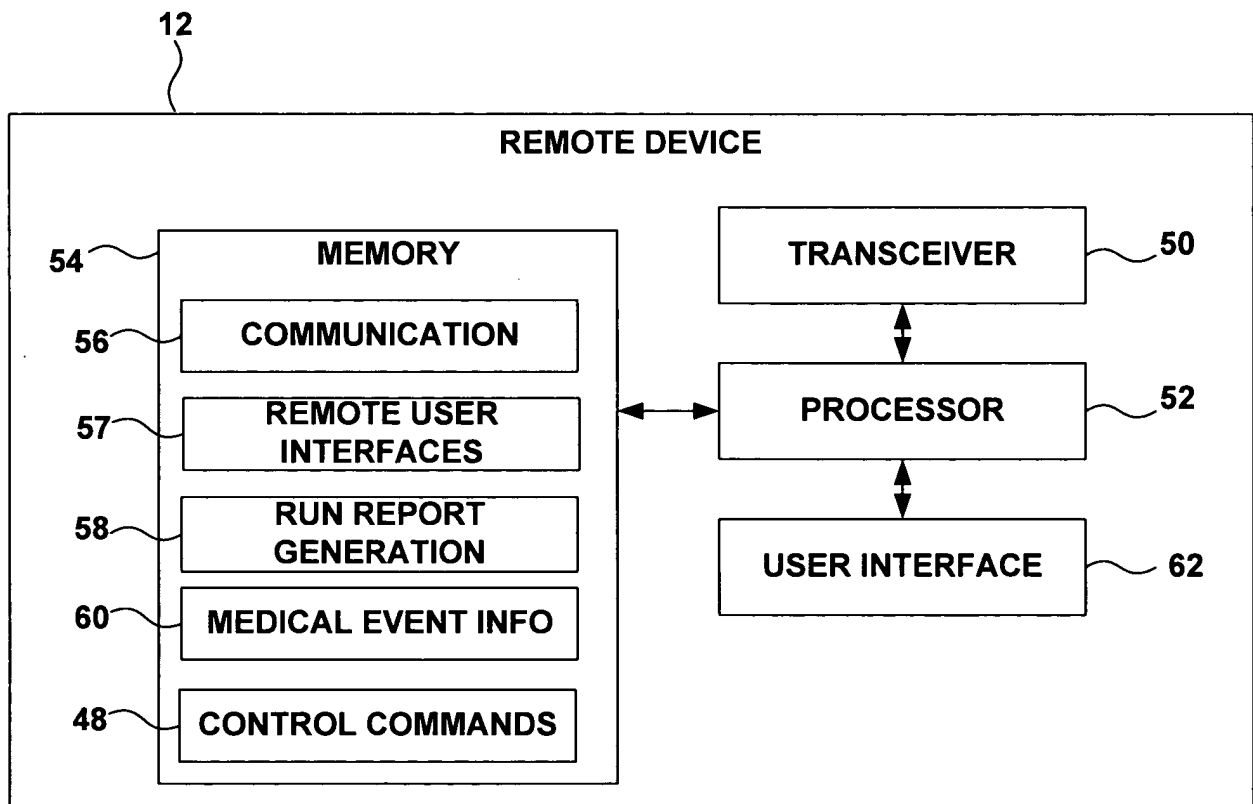 12
REMOTE DEVICE
54
MEMORY
56
COMMUNICATION
57
REMOTE USER
INTERFACES
58
RUN REPORT
GENERATION
60
MEDICAL EVENT INFO
48
CONTROL COMMANDS
TRANSCEIVER
50
PROCESSOR
52
USER INTERFACE
62